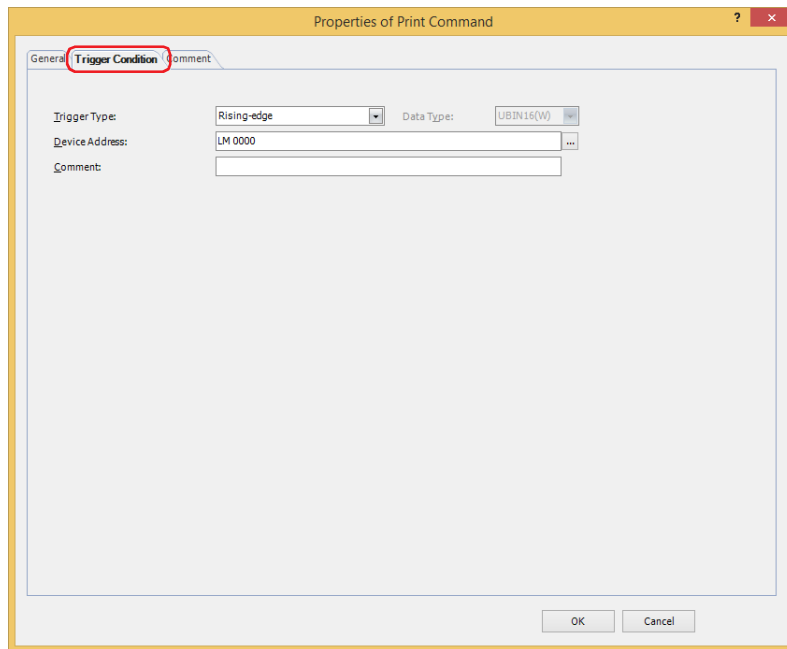 Properties of Print Command
? ×
General Trigger Condition Comment
Trigger Type: Rising-edge Data Type: UBIN16(W)
Device Address: LM 0000 ...
Comment:
OK Cancel